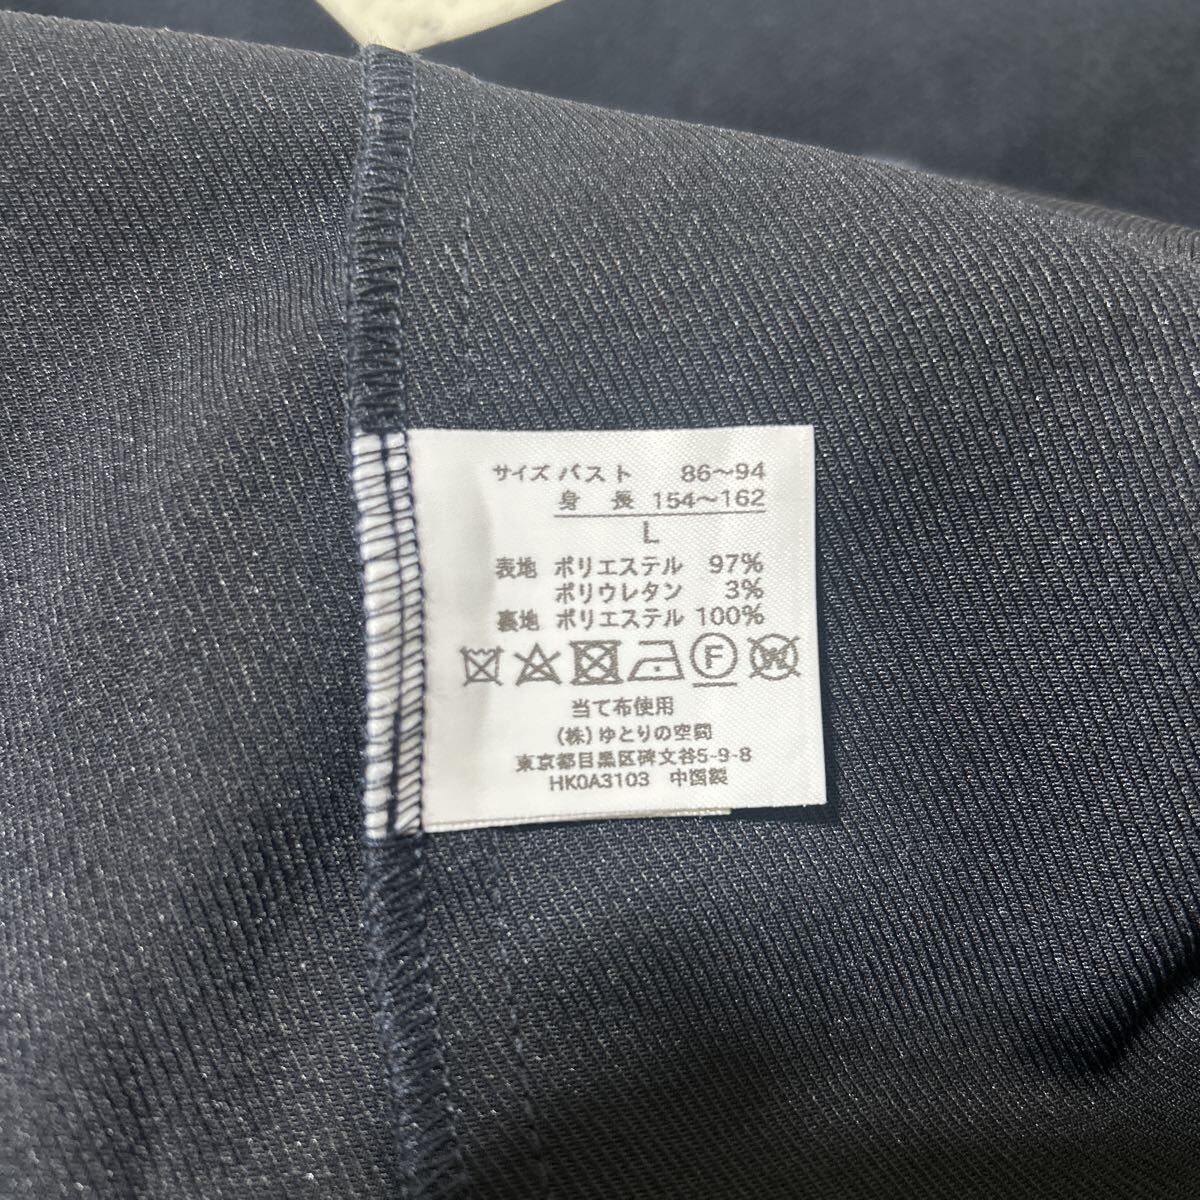 サイズ バスト 86～94
身 長 154～162
L
表地 ポリエステル 97%
ポリウレタン 3%
裏地 ポリエステル 100%
F W
当て布使用
(株)ゆとりの空間
東京都目黒区碑文谷5-9-8
HK0A3103 中国製